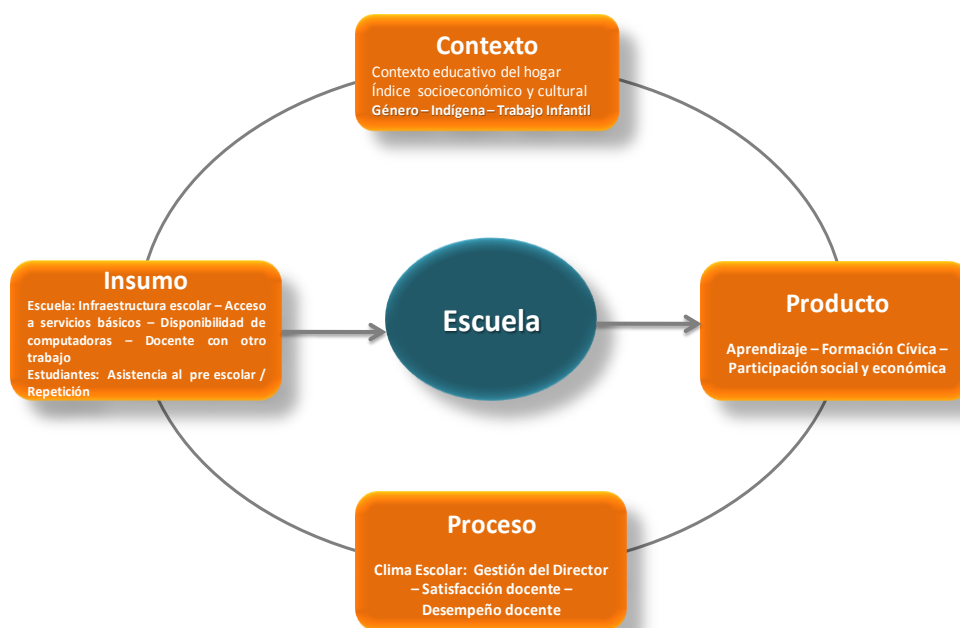 Contexto
Contexto educativo del hogar
Índice socioeconómico y cultural
Género – Indígena – Trabajo Infantil
Insumo
Escuela: Infraestructura escolar – Acceso
a servicios básicos – Disponibilidad de
computadoras – Docente con otro
trabajo
Estudiantes: Asistencia al pre escolar /
Repetición
Escuela
Producto
Aprendizaje – Formación Cívica –
Participación social y económica
Proceso
Clima Escolar: Gestión del Director
– Satisfacción docente –
Desempeño docente